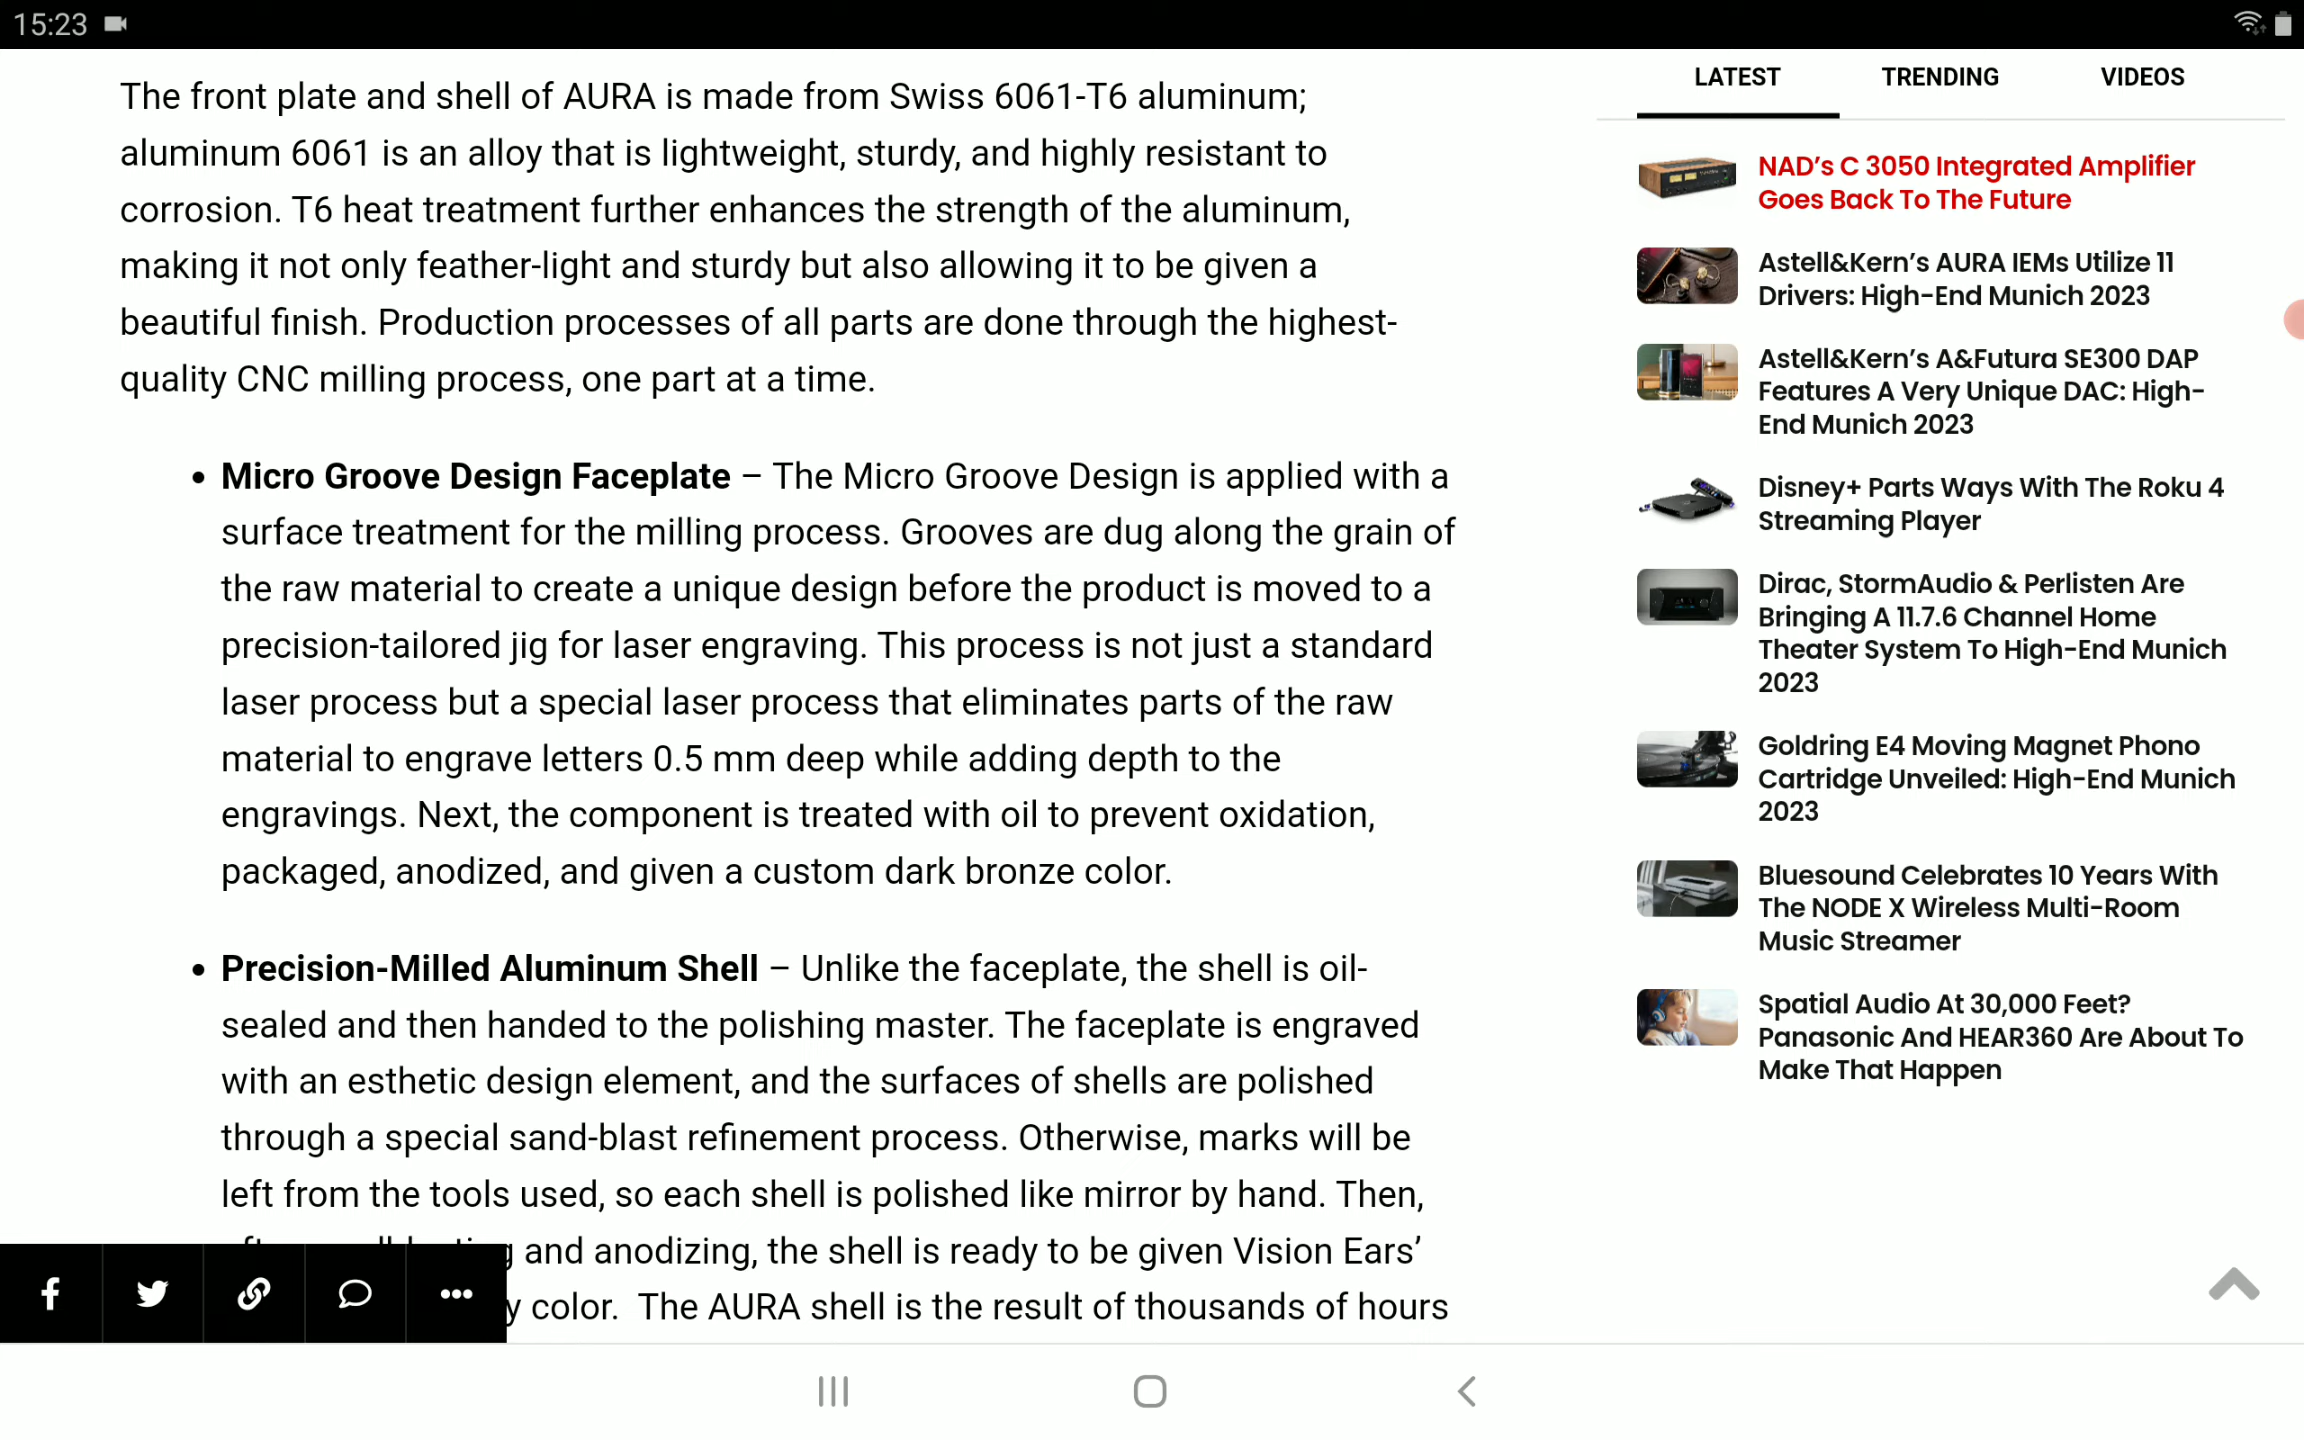 15:23
The front plate and shell of AURA is made from Swiss 6061-T6 aluminum;
aluminum 6061 is an alloy that is lightweight, sturdy, and highly resistant to
corrosion. T6 heat treatment further enhances the strength of the aluminum,
making it not only feather-light and sturdy but also allowing it to be given a
beautiful finish. Production processes of all parts are done through the highest-
quality CNC milling process, one part at a time.
• Micro Groove Design Faceplate – The Micro Groove Design is applied with a
surface treatment for the milling process. Grooves are dug along the grain of
the raw material to create a unique design before the product is moved to a
precision-tailored jig for laser engraving. This process is not just a standard
laser process but a special laser process that eliminates parts of the raw
material to engrave letters 0.5 mm deep while adding depth to the
engravings. Next, the component is treated with oil to prevent oxidation,
packaged, anodized, and given a custom dark bronze color.
• Precision-Milled Aluminum Shell – Unlike the faceplate, the shell is oil-
sealed and then handed to the polishing master. The faceplate is engraved
with an esthetic design element, and the surfaces of shells are polished
through a special sand-blast refinement process. Otherwise, marks will be
left from the tools used, so each shell is polished like mirror by hand. Then,
and anodizing, the shell is ready to be given Vision Ears’
color. The AURA shell is the result of thousands of hours
LATEST TRENDING VIDEOS
NAD’s C 3050 Integrated Amplifier
Goes Back To The Future
Astell&Kern’s AURA IEMs Utilize 11
Drivers: High-End Munich 2023
Astell&Kern’s A&Futura SE300 DAP
Features A Very Unique DAC: High-
End Munich 2023
Disney+ Parts Ways With The Roku 4
Streaming Player
Dirac, StormAudio & Perlisten Are
Bringing A 11.7.6 Channel Home
Theater System To High-End Munich
2023
Goldring E4 Moving Magnet Phono
Cartridge Unveiled: High-End Munich
2023
Bluesound Celebrates 10 Years With
The NODE X Wireless Multi-Room
Music Streamer
Spatial Audio At 30,000 Feet?
Panasonic And HEAR360 Are About To
Make That Happen